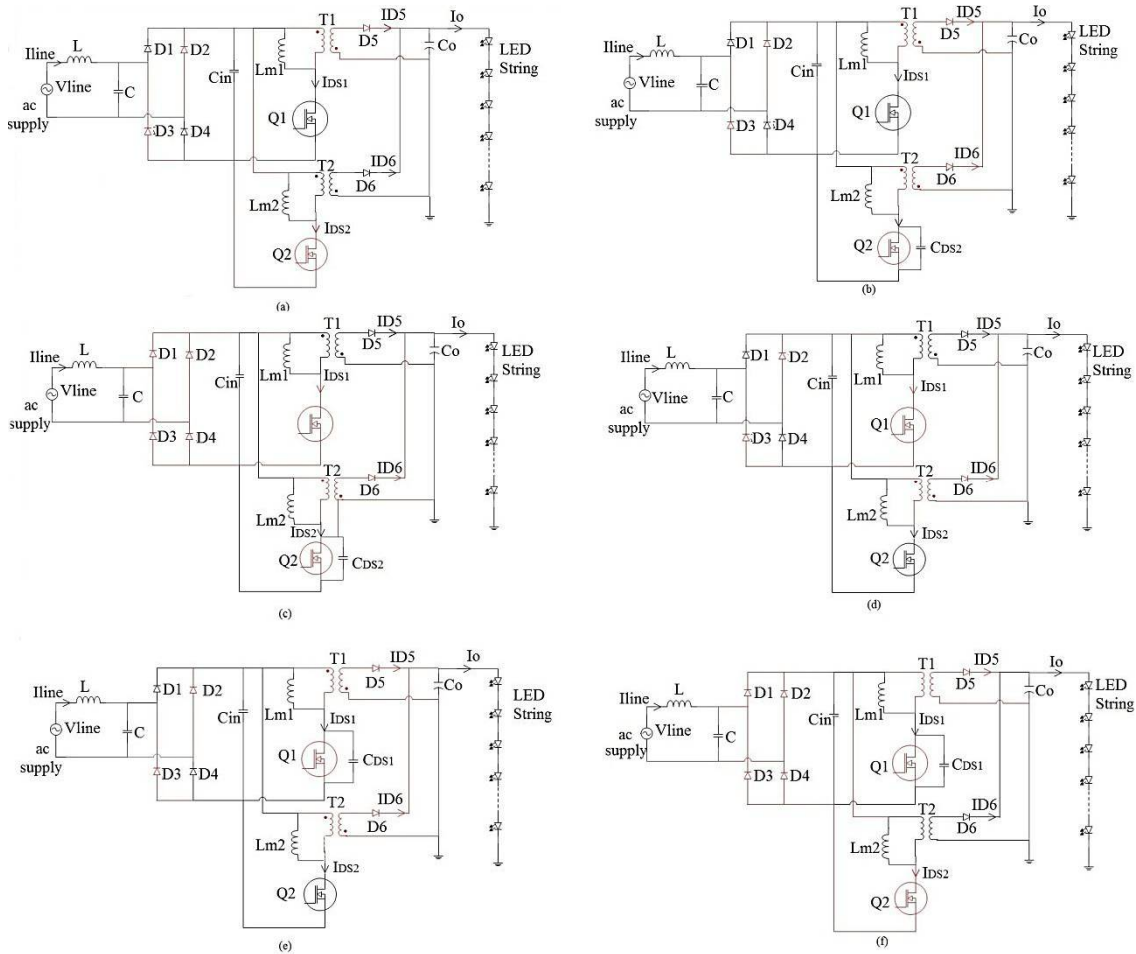 T1 ID5 Io
Iline L D1 D2 D5 Co LED
String
Vline C Cin Lm1 IDS1
ac
supply
Q1
D3 D4 T2 ID6
D6
Lm2
IDS2
Q2
(a)
T1 ID5 Io
Iline L D1 D2 D5 Co LED
String
Vline C Cin Lm1 IDS1
ac
supply
Q1
D3 D4 T2 ID6
D6
Lm2
Q2 CDS2
(b)
T1 ID5 Io
Iline L D1 D2 D5 Co LED
String
Vline C Cin Lm1 IDS1
ac
supply
D3 D4 T2 ID6
D6
Lm2
IDS2
Q2 CDS2
(c)
T1 ID5 Io
Iline L D1 D2 D5 Co LED
String
Vline C Cin Lm1 IDS1
ac
supply
Q1
D3 D4 T2 ID6
D6
Lm2 IDS2
Q2
(d)
T1 ID5 Io
Iline L D1 D2 D5 Co LED
String
Vline C Cin Lm1 IDS1
ac
supply
Q1 CDS1
D3 D4 T2 ID6
D6
Lm2
IDS2
Q2
(e)
T1 ID5 Io
Iline L D1 D2 D5 Co LED
String
Vline C Cin Lm1 IDS1
ac
supply
Q1 CDS1
D3 D4 T2 ID6
D6
Lm2
IDS2
Q2
(f)